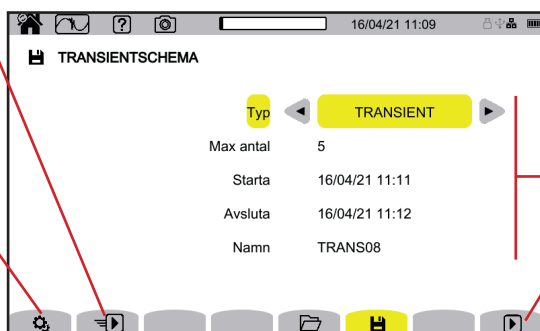 ? 16/04/21 11:09
TRANSIENTSCHEMA
Typ TRANSIENT
Max antal 5
Starta 16/04/21 11:11
Avsluta 16/04/21 11:12
Namn TRANS08